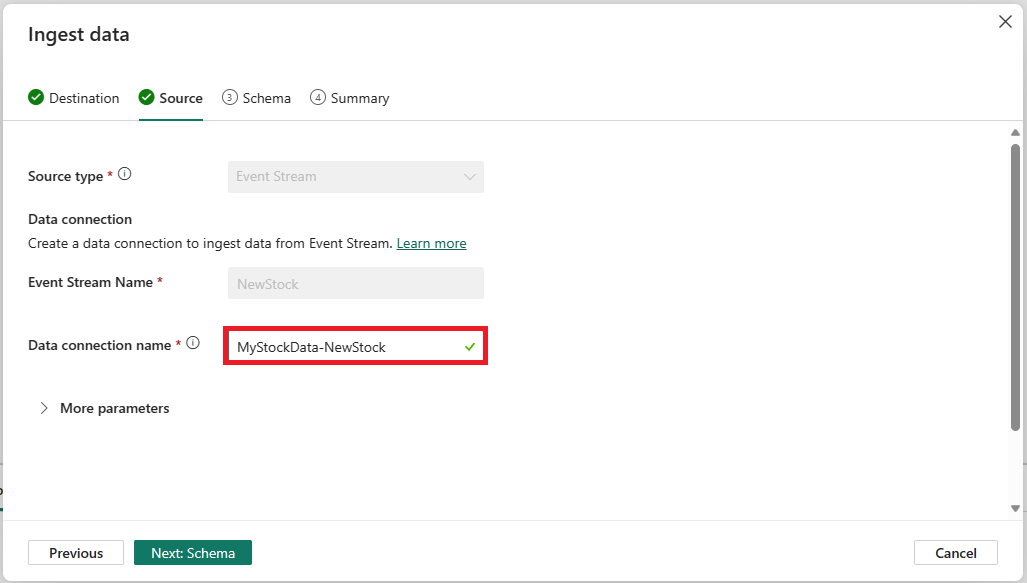 Ingest data
Destination
Source
3 Schema
4 Summary
Source type *
Event Stream
Data connection
Create a data connection to ingest data from Event Stream. Learn more
Event Stream Name *
NewStock
Data connection name *
MyStockData-NewStock
More parameters
Previous
Next: Schema
Cancel